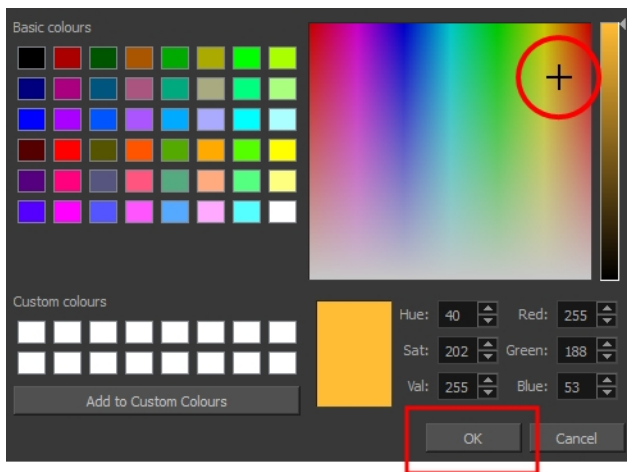 Basic colours
Custom colours
Add to Custom Colours
Hue: 40 Red: 255
Sat: 202 Green: 188
Val: 255 Blue: 53
OK Cancel